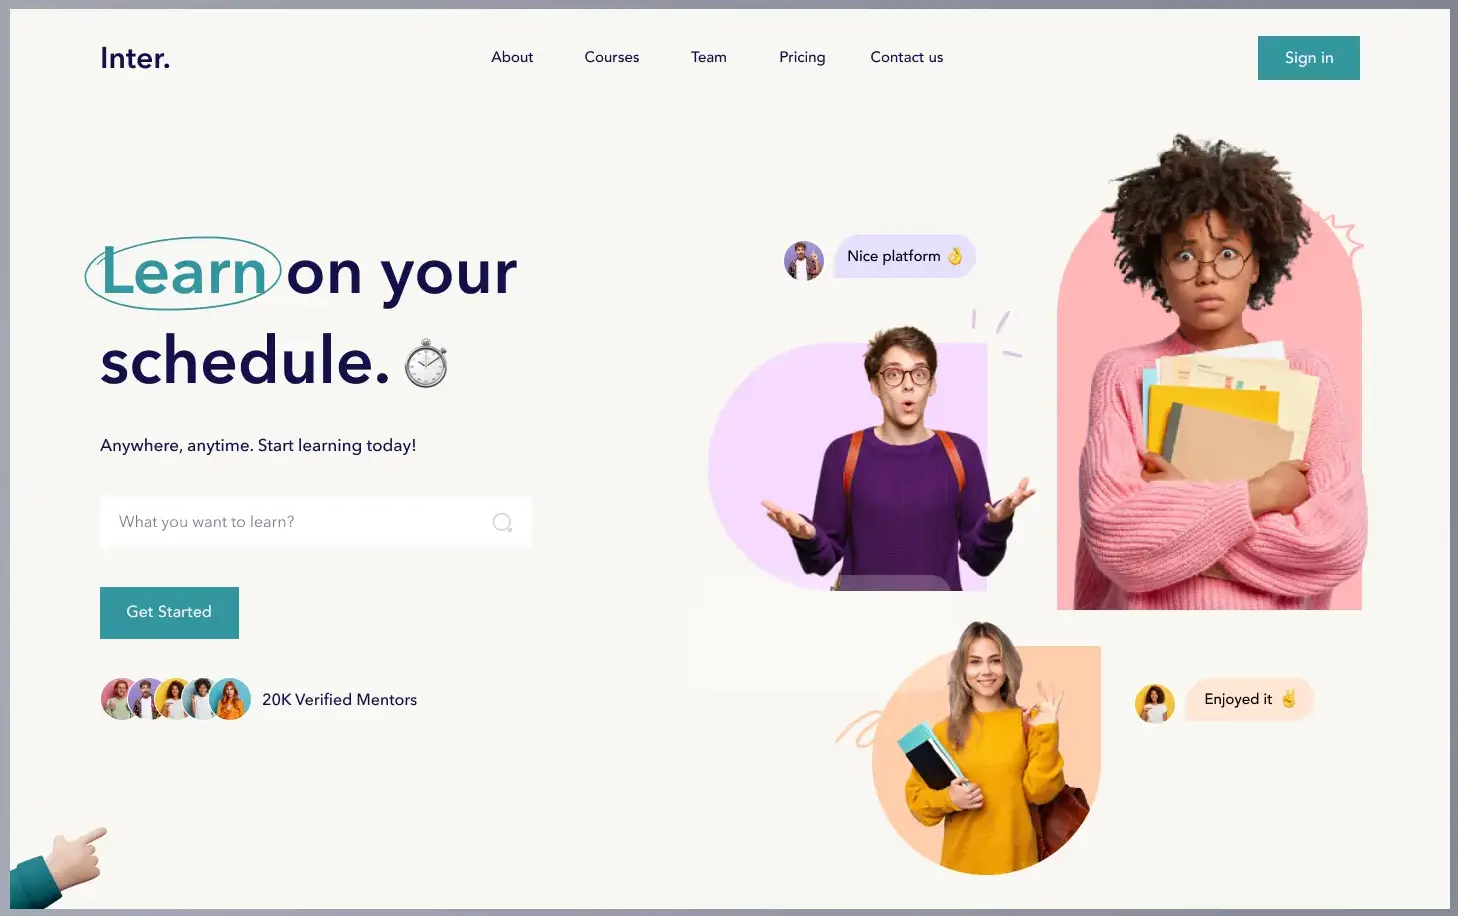 Inter.
About
Courses
Team
Pricing
Contact us
Sign in
Learn on your
schedule.
Anywhere, anytime. Start learning today!
What you want to learn?
Get Started
20K Verified Mentors
Nice platform 👌
Enjoyed it ✌️